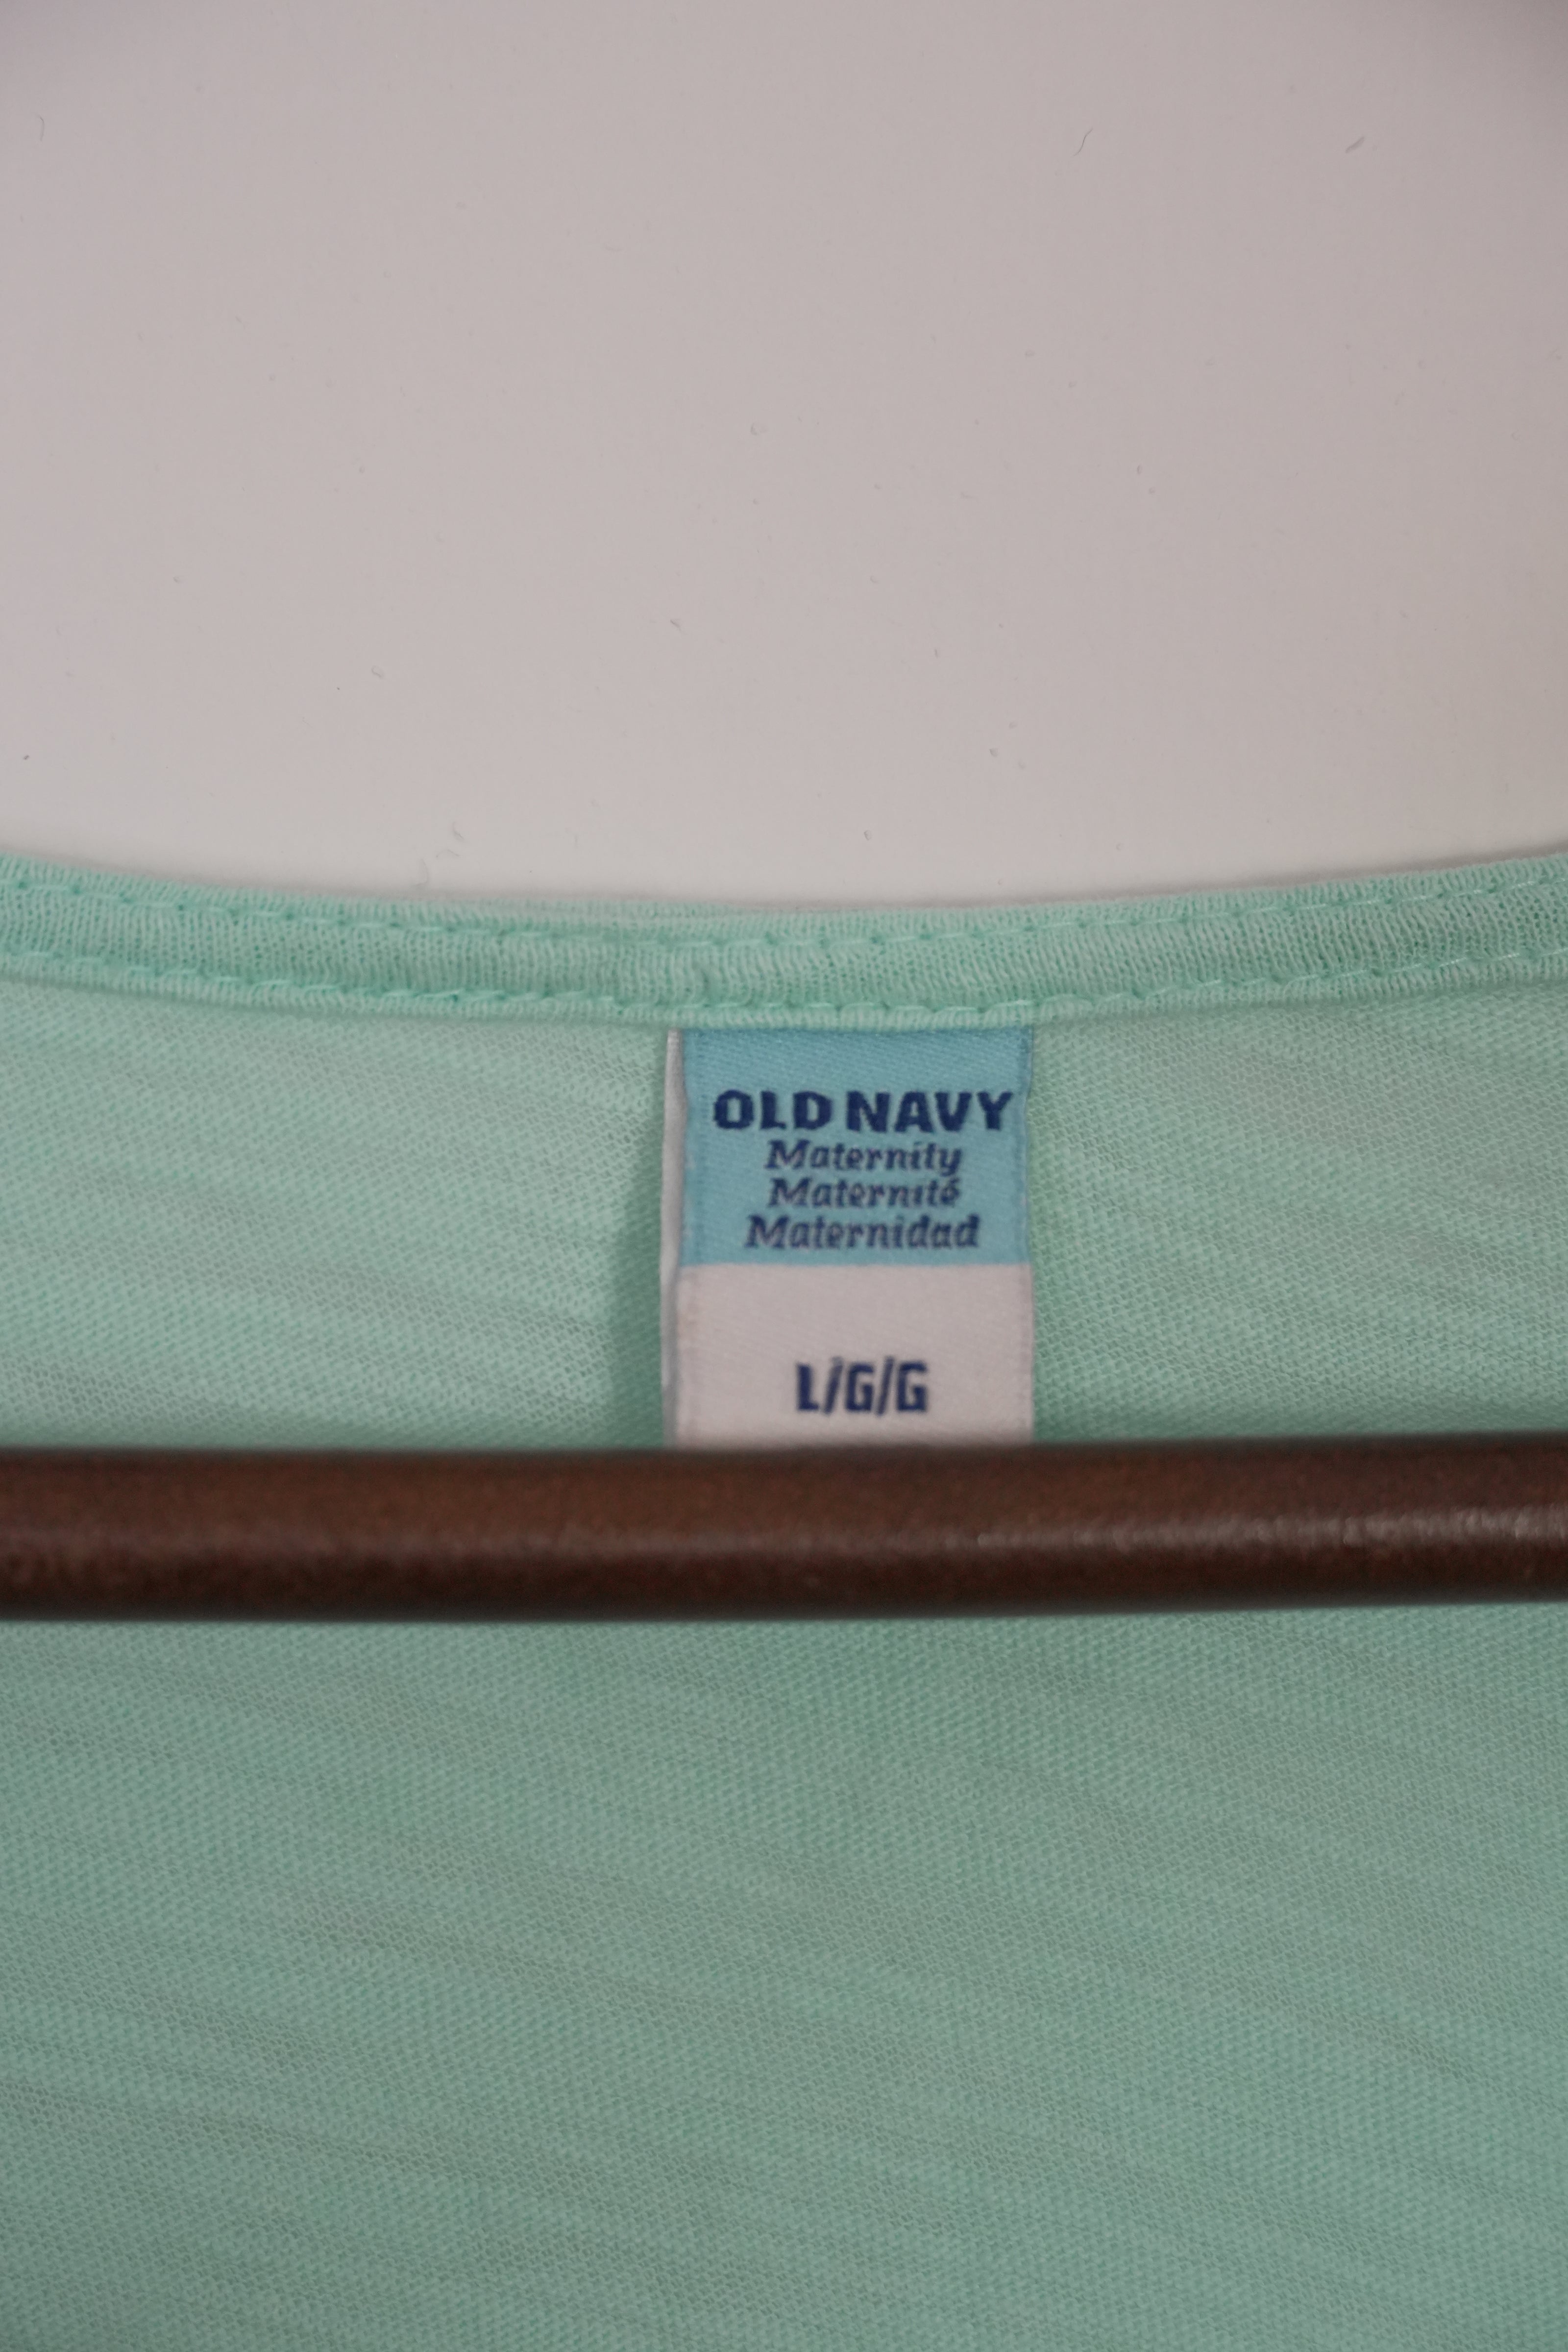 OLD NAVY
Maternity
Maternité
Maternidad
L/G/G